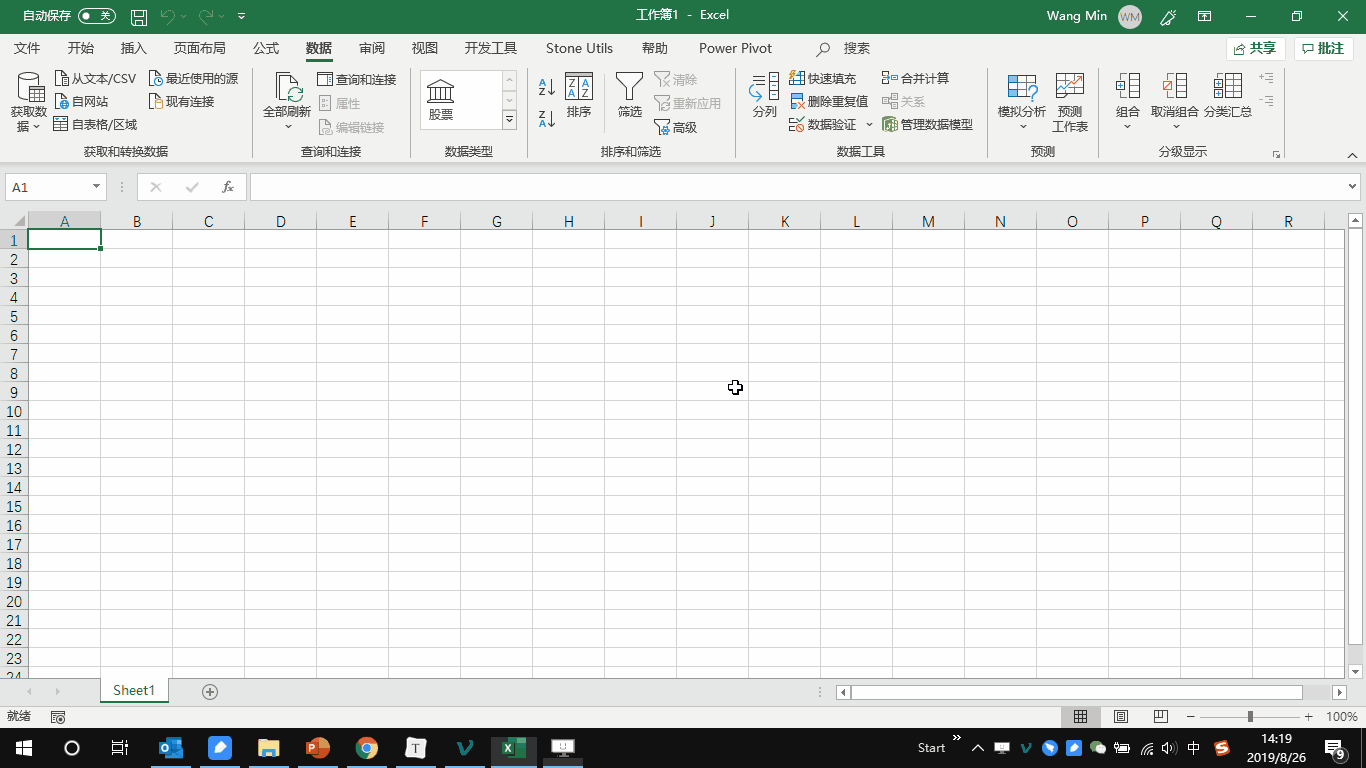 自动保存 关 工作簿1 - Excel Wang Min WM
文件 开始 插入 页面布局 公式 数据 审阅 视图 开发工具 Stone Utils 帮助 Power Pivot 搜索 共享 批注
获取数据
从文本/CSV
自网站
自表格/区域
最近使用的源
现有连接
获取和转换数据
全部刷新
查询和连接
属性
编辑链接
查询和连接
股票
数据类型
A Z
Z A
Z A A Z
排序
筛选
清除
重新应用
高级
排序和筛选
分列
快速填充
删除重复值
数据验证
合并计算
关系
管理数据模型
数据工具
模拟分析
预测
工作表
预测
组合
取消组合
分类汇总
分级显示
A1 fx
A B C D E F G H I J K L M N O P Q R
1
2
3
4
5
6
7
8
9
10
11
12
13
14
15
16
17
18
19
20
21
22
23
24
Sheet1
就绪 100%
Start 中 14:19
2019/8/26 9